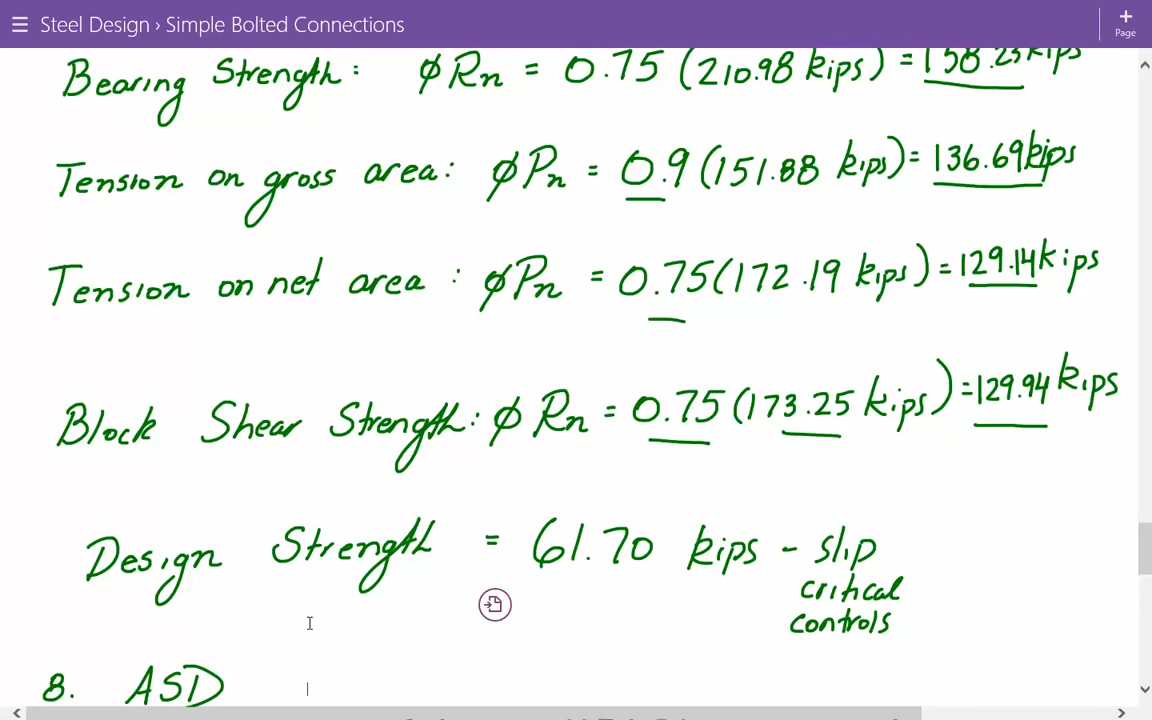 Steel Design › Simple Bolted Connections
Page
Bearing Strength: φRn = 0.75 (210.98 kips) = 158.23 kips
Tension on gross area: φPn = 0.9 (151.88 kips) = 136.69 kips
Tension on net area : φPn = 0.75 (172.19 kips) = 129.14 kips
Block Shear Strength: φRn = 0.75 (173.25 kips) = 129.94 kips
Design Strength = 61.70 kips - slip
critical
controls
8. ASD